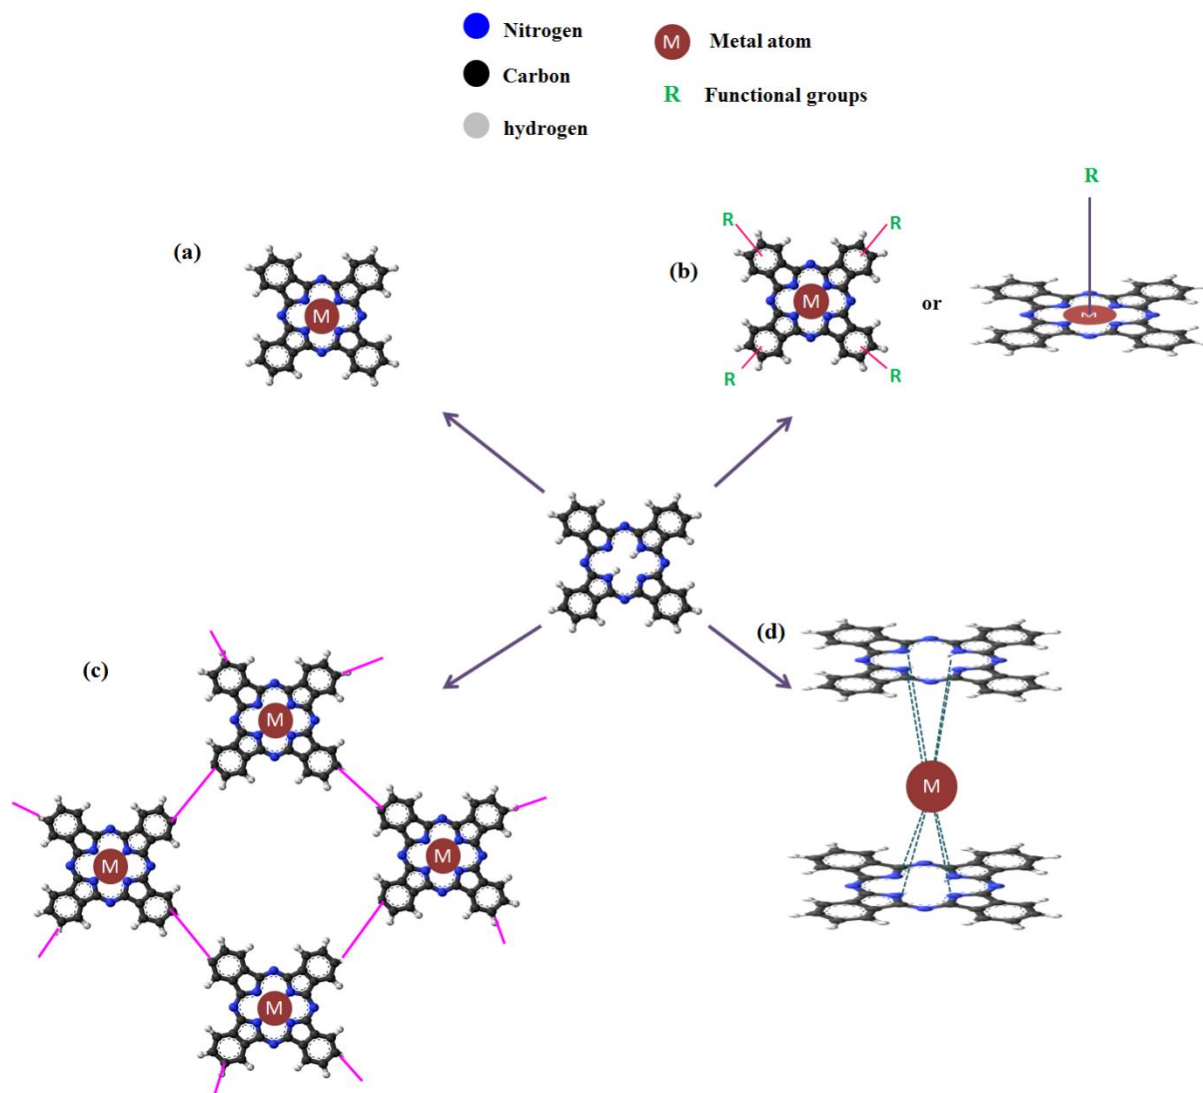 Nitrogen
M Metal atom
Carbon
R Functional groups
hydrogen
R
(a)
M
(b)
R
R
M
R
R
or
M
(c)
M
M
M
M
(d)
M